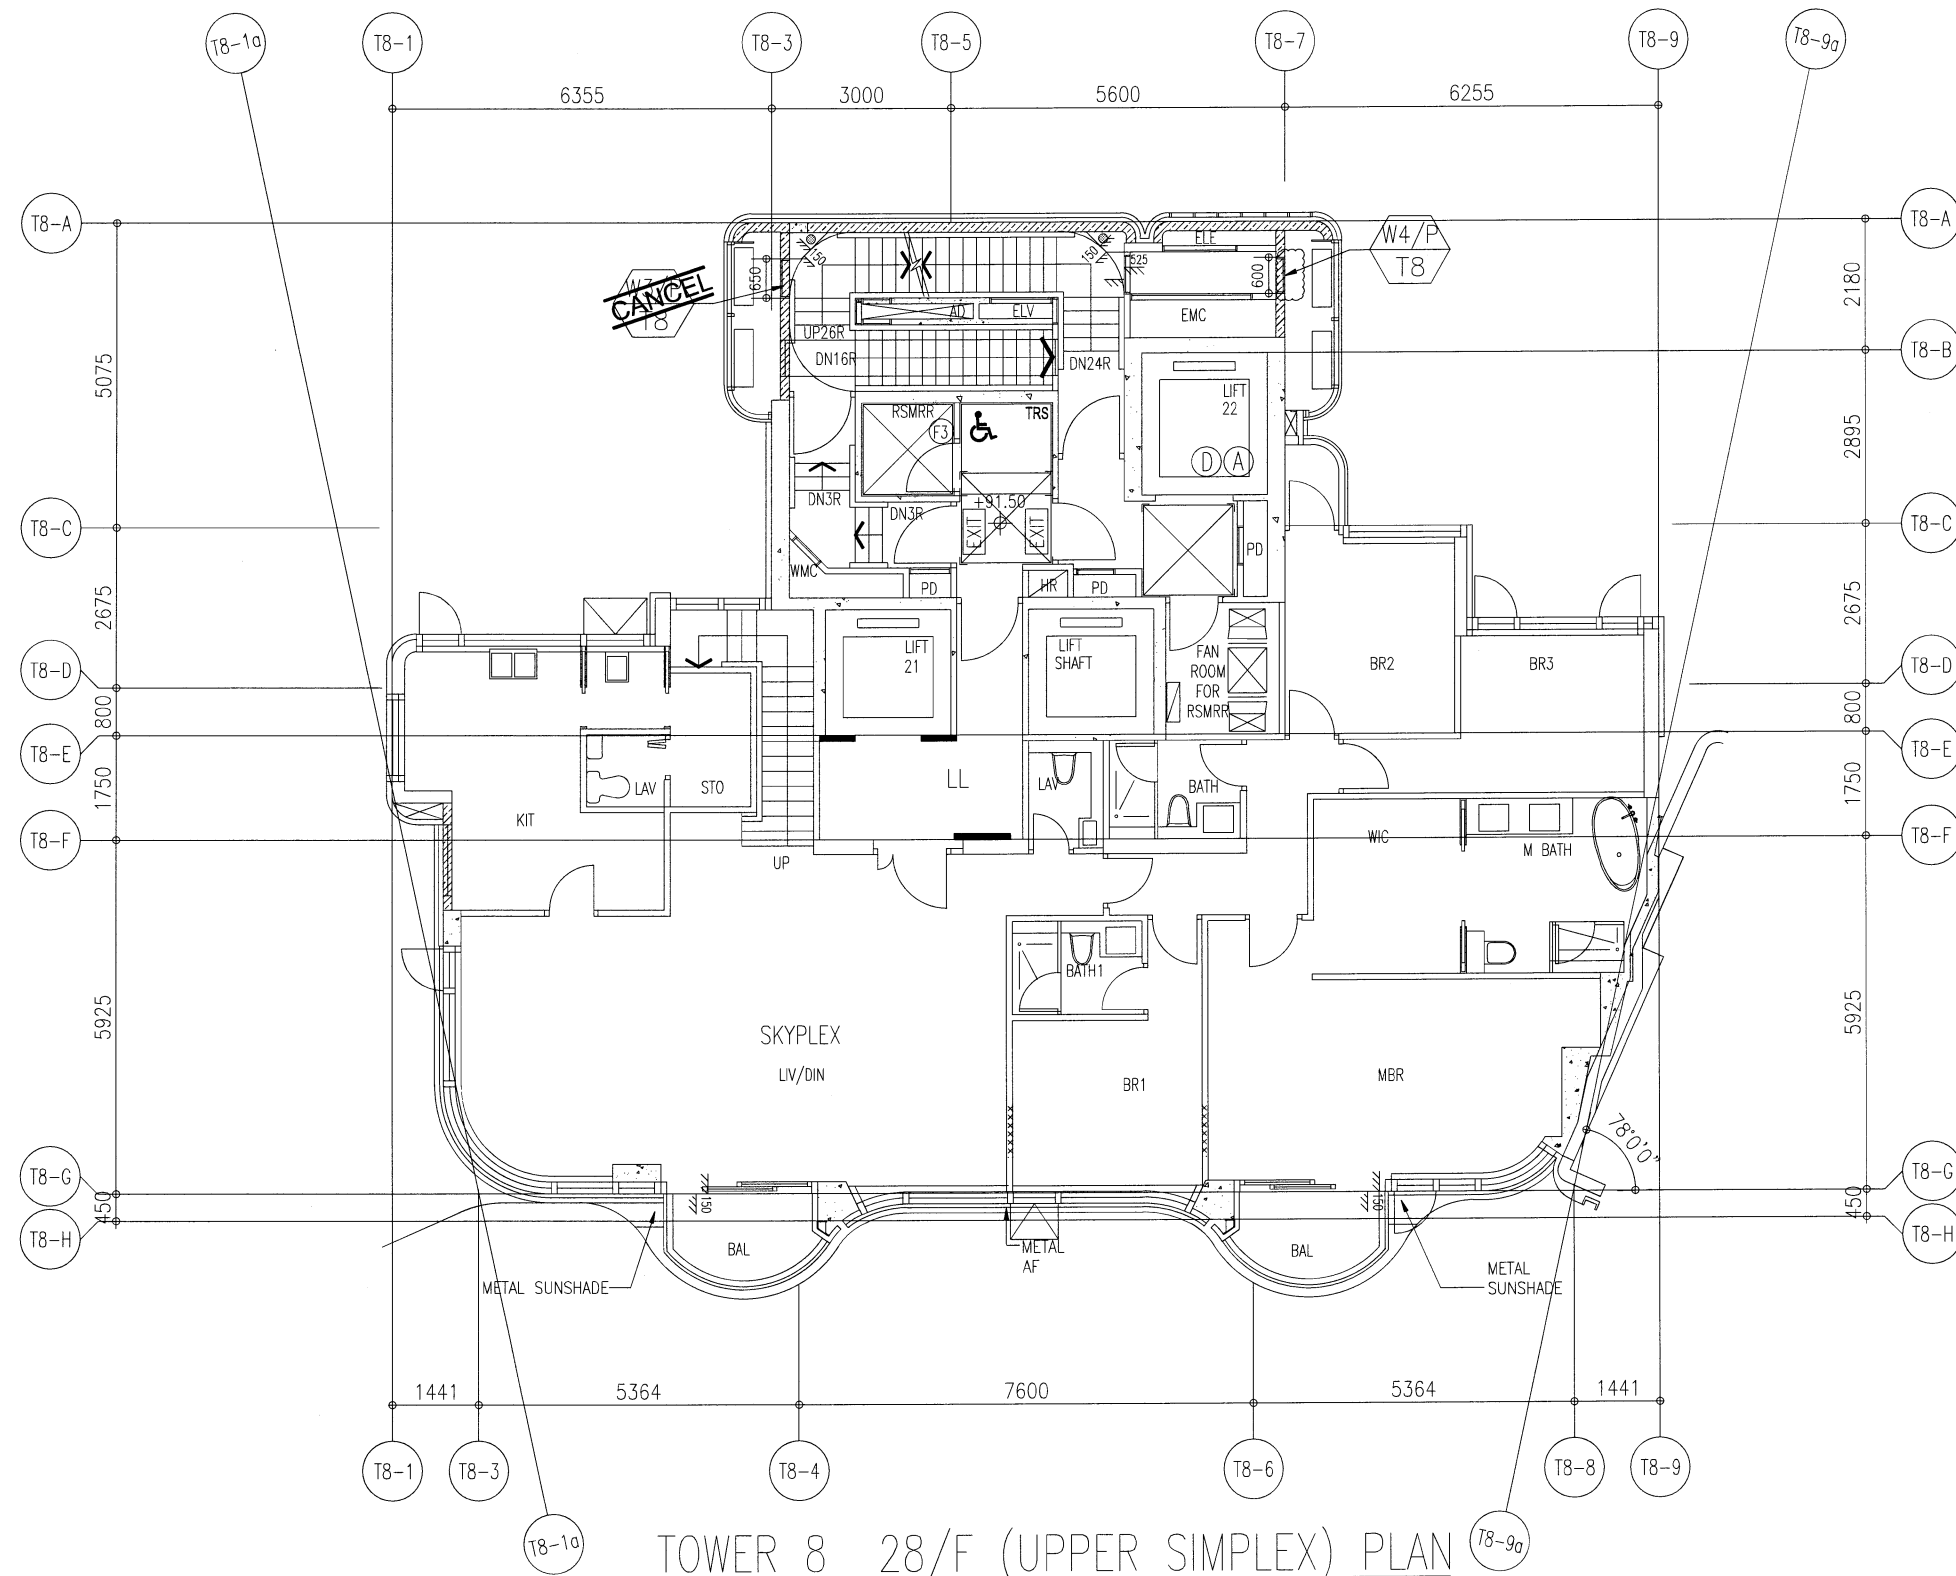 T8-1a
T8-1
T8-3
T8-5
T8-7
T8-9
T8-9a
6355
3000
5600
6255
T8-A
T8-A
W4/P
T8
CANCEL
T8
650
150
150
525
ELE
600
2180
AD
ELV
EMC
UP26R
DN16R
DN24R
T8-B
5075
LIFT
22
RSMRR
F3
TRS
D
A
2895
DN3R
DN3R
+91.50
EXIT
EXIT
T8-C
T8-C
WMC
PD
PD
HR
PD
2675
2675
LIFT
21
LIFT
SHAFT
FAN
ROOM
FOR
RSMRR
BR2
BR3
T8-D
T8-D
800
800
T8-E
T8-E
1750
1750
LAV
STO
LL
LAV
BATH
KIT
T8-F
T8-F
UP
WIC
M BATH
BATH1
5925
5925
SKYPLEX
LIV/DIN
BR1
MBR
78°0'0"
T8-G
T8-G
450
450
150
150
T8-H
T8-H
BAL
METAL
AF
BAL
METAL SUNSHADE
METAL
SUNSHADE
1441
5364
7600
5364
1441
T8-1
T8-3
T8-4
T8-6
T8-8
T8-9
T8-1a
T8-9a
TOWER 8 28/F (UPPER SIMPLEX) PLAN